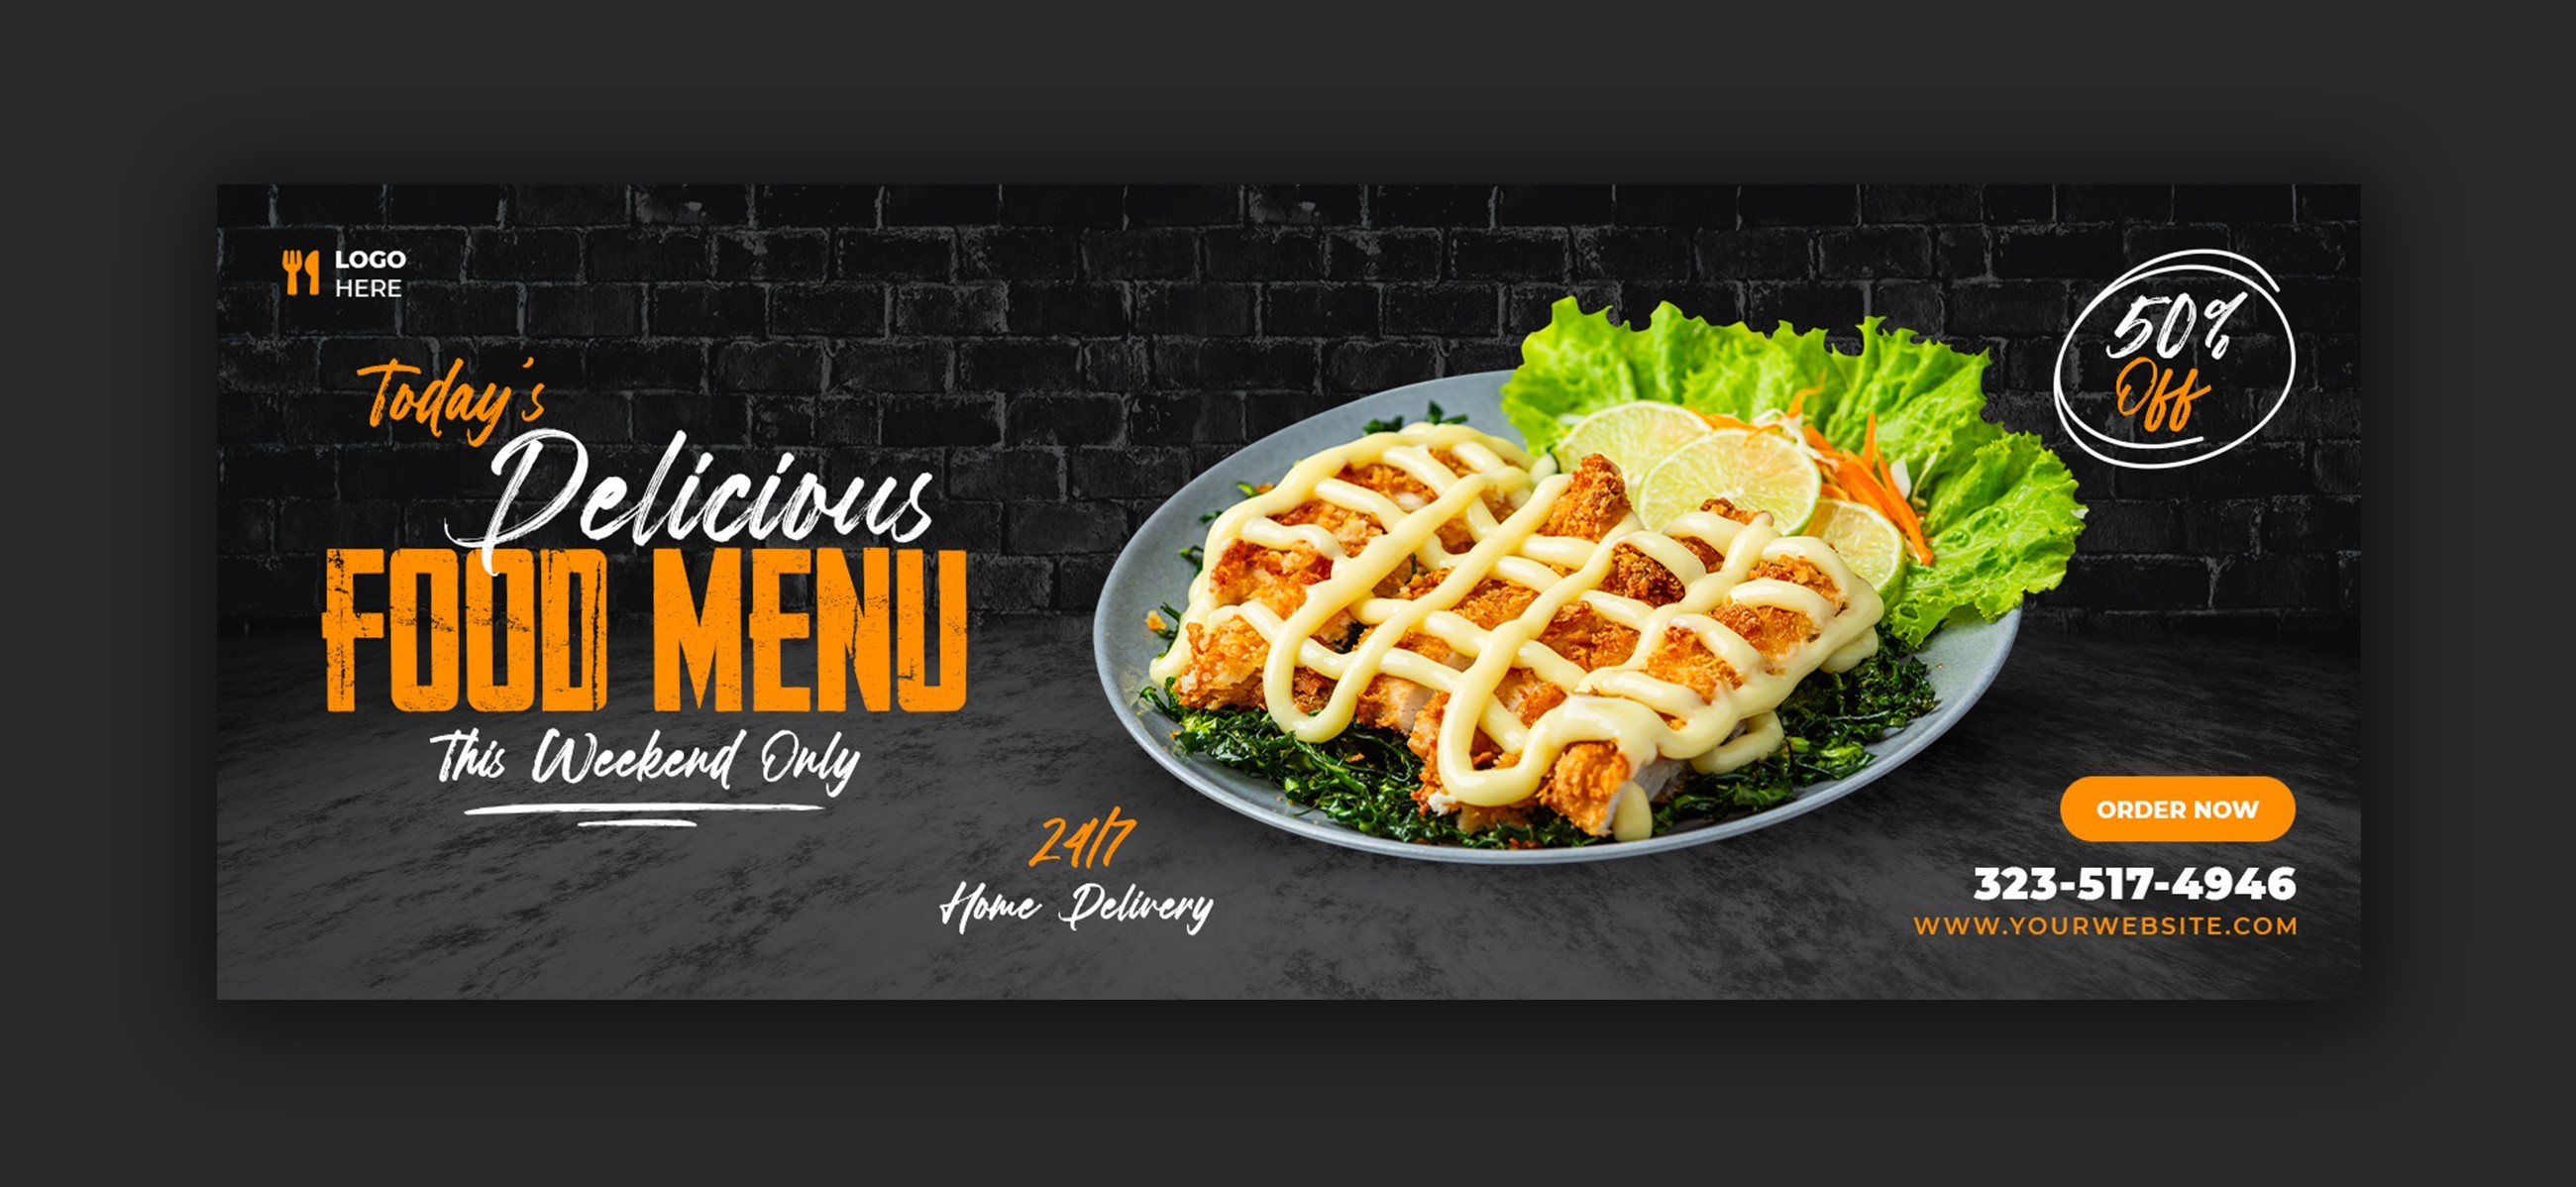 LOGO
HERE
Today's
Delicious
FOOD MENU
This Weekend Only
24/7
Home Delivery
50%
Off
ORDER NOW
323-517-4946
WWW.YOURWEBSITE.COM